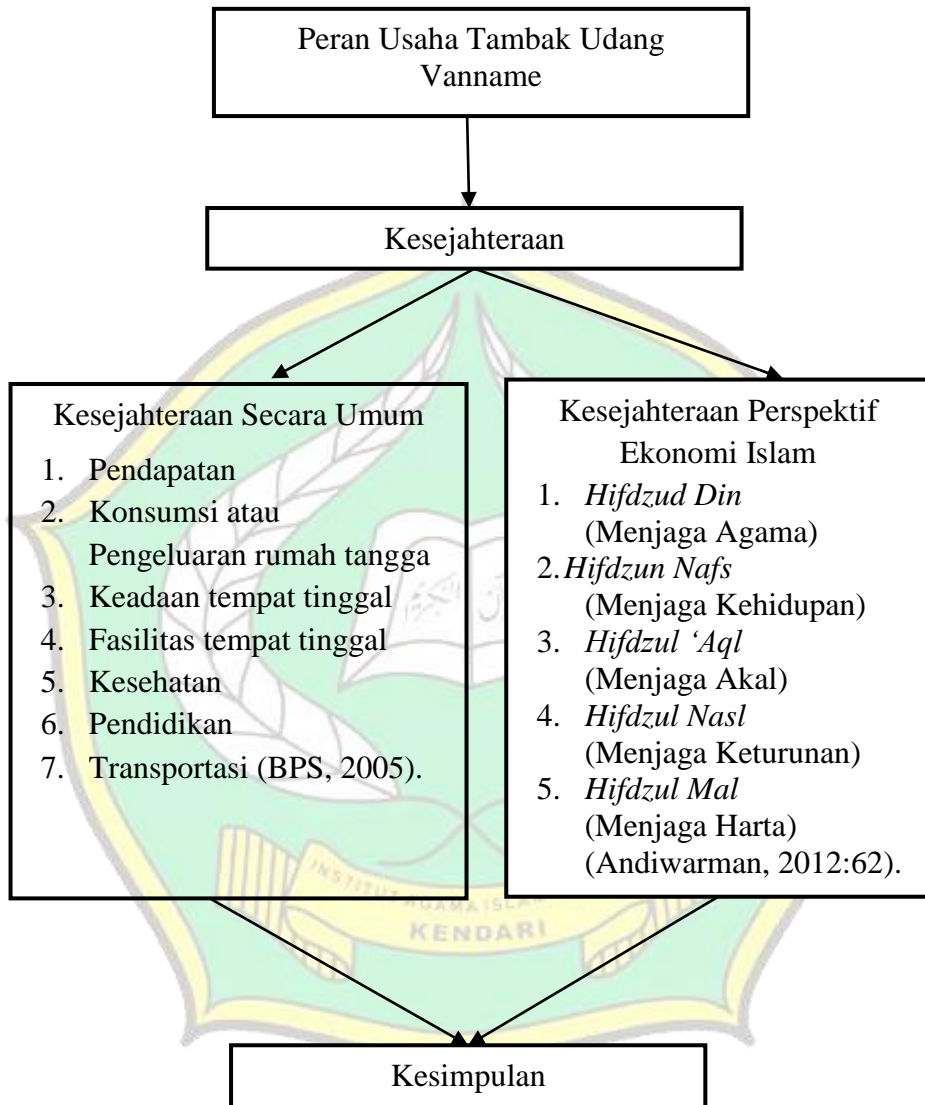 Peran Usaha Tambak Udang
Vanname
Kesejahteraan
Kesejahteraan Secara Umum
1. Pendapatan
2. Konsumsi atau
Pengeluaran rumah tangga
3. Keadaan tempat tinggal
4. Fasilitas tempat tinggal
5. Kesehatan
6. Pendidikan
7. Transportasi (BPS, 2005).
Kesejahteraan Perspektif
Ekonomi Islam
1. Hifdzud Din
(Menjaga Agama)
2.Hifdzun Nafs
(Menjaga Kehidupan)
3. Hifdzul ‘Aql
(Menjaga Akal)
4. Hifdzul Nasl
(Menjaga Keturunan)
5. Hifdzul Mal
(Menjaga Harta)
(Andiwarman, 2012:62).
INSTITUT AGAMA ISLAM
KENDARI
Kesimpulan